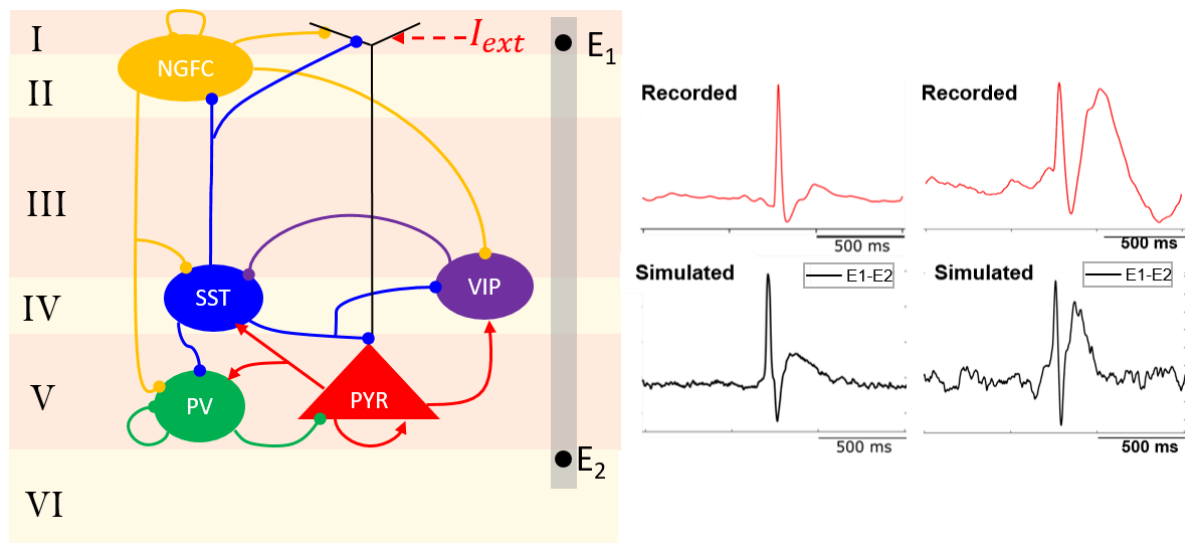 I
II
III
IV
V
VI
NGFC
I_ext
E₁
SST
VIP
PV
PYR
E₂
Recorded
500 ms
Recorded
500 ms
Simulated
E1-E2
500 ms
Simulated
E1-E2
500 ms